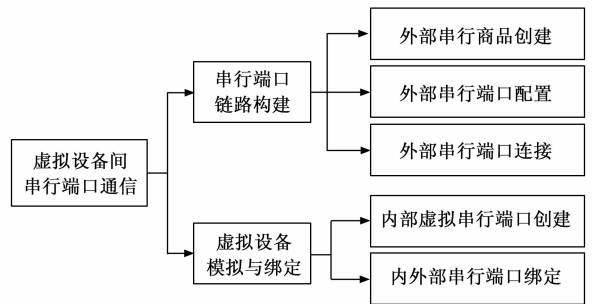 虚拟设备间
串行端口通信
串行端口
链路构建
外部串行商品创建
外部串行端口配置
外部串行端口连接
虚拟设备
模拟与绑定
内部虚拟串行端口创建
内外部串行端口绑定